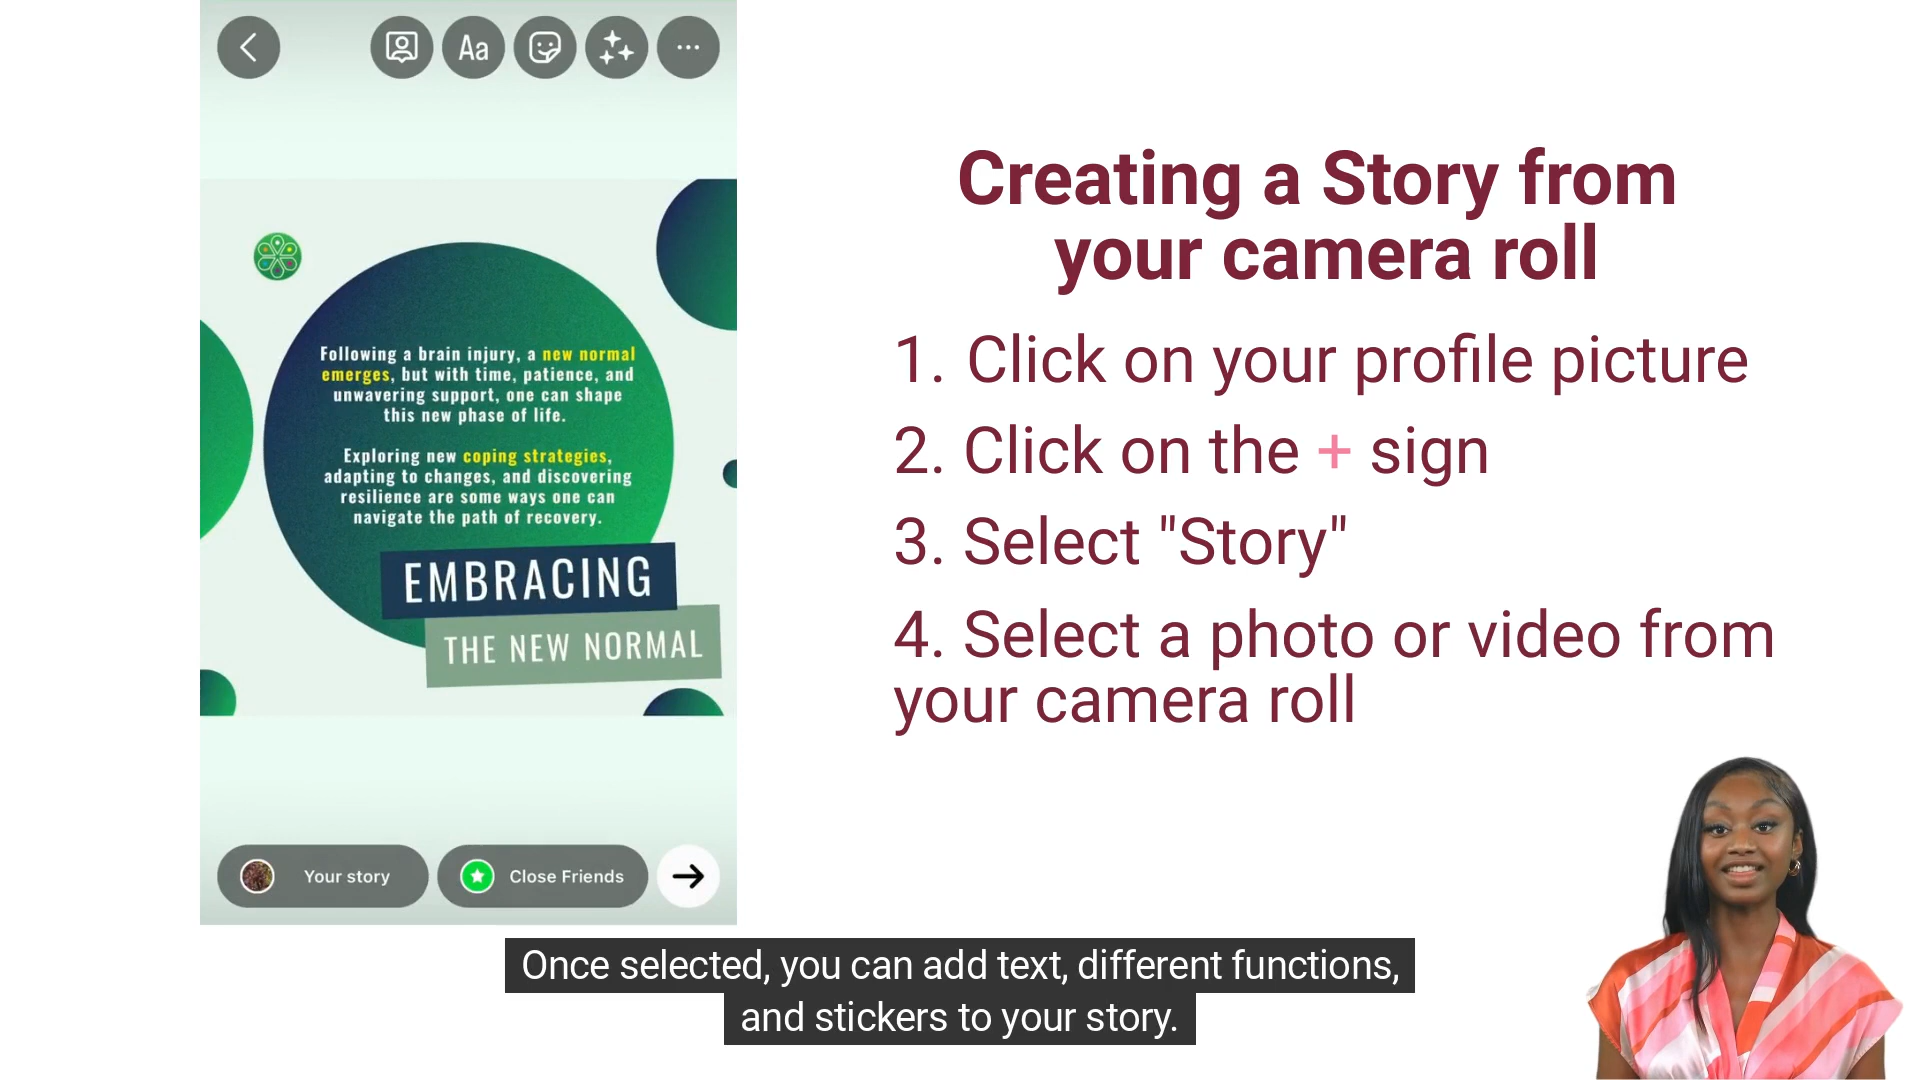 Aa
Following a brain injury, a new normal
emerges, but with time, patience, and
unwavering support, one can shape
this new phase of life.
Exploring new coping strategies,
adapting to changes, and discovering
resilience are some ways one can
navigate the path of recovery.
EMBRACING
THE NEW NORMAL
Your story
Close Friends
Creating a Story from
your camera roll
1. Click on your profile picture
2. Click on the + sign
3. Select "Story"
4. Select a photo or video from
your camera roll
Once selected, you can add text, different functions,
and stickers to your story.